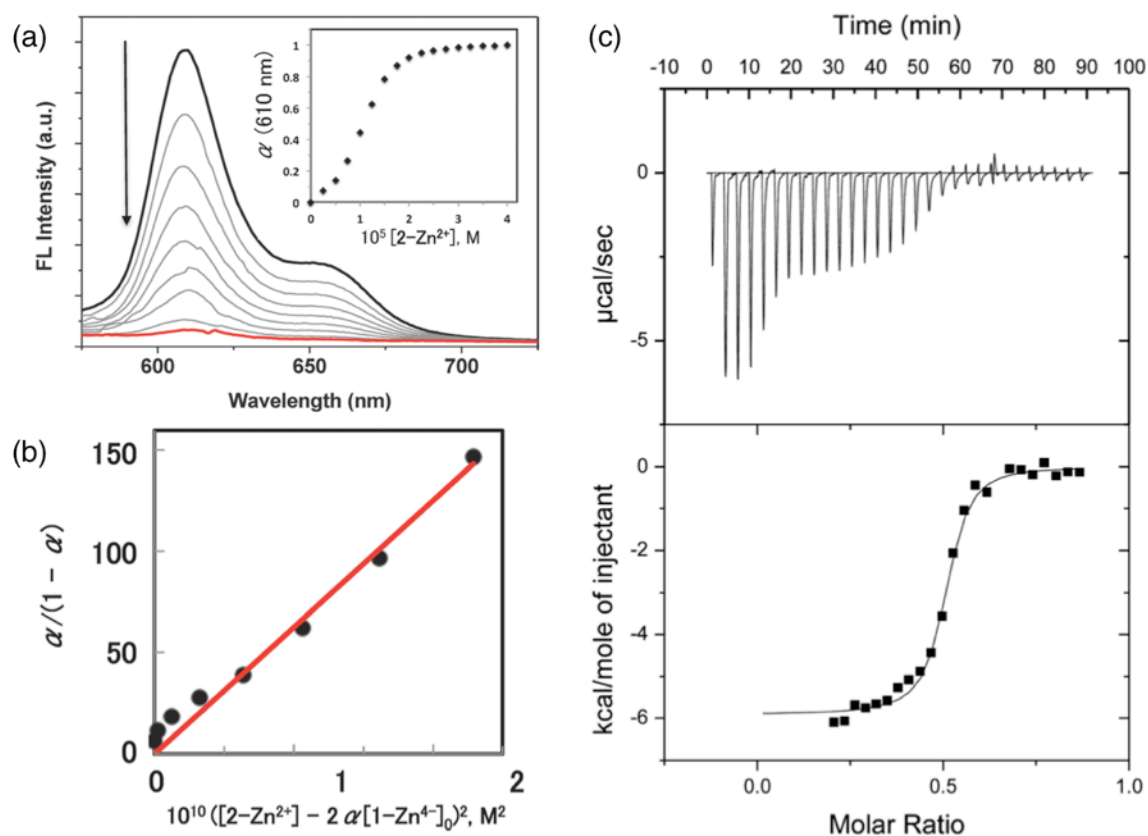 (a)
FL Intensity (a.u.)
600
650
700
Wavelength (nm)
α (610 nm)
1
0.8
0.6
0.4
0.2
0
0
1
2
3
4
10⁵ [2−Zn²⁺], M
(b)
α/(1 − α)
150
100
50
0
0
1
2
10¹⁰ ([2−Zn²⁺] − 2 α[1−Zn⁴⁻]₀)², M²
(c)
Time (min)
-10 0 10 20 30 40 50 60 70 80 90 100
µcal/sec
0
-5
kcal/mole of injectant
0
-2
-4
-6
0.0
0.5
1.0
Molar Ratio